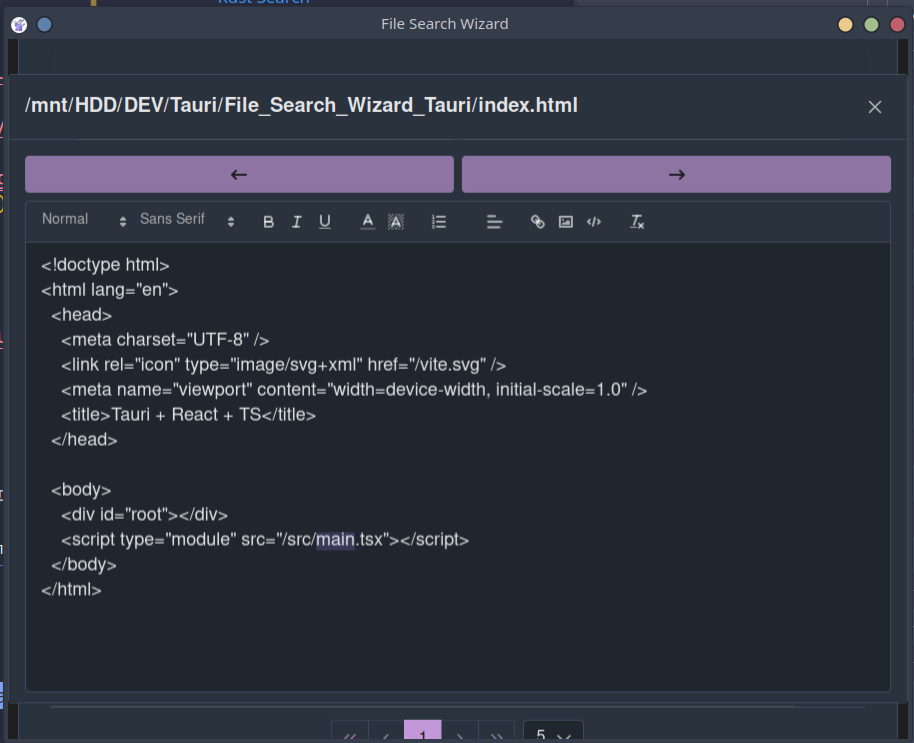 File Search Wizard
/mnt/HDD/DEV/Tauri/File_Search_Wizard_Tauri/index.html
Normal Sans Serif B I U A A
<!doctype html>
<html lang="en">
<head>
<meta charset="UTF-8" />
<link rel="icon" type="image/svg+xml" href="/vite.svg" />
<meta name="viewport" content="width=device-width, initial-scale=1.0" />
<title>Tauri + React + TS</title>
</head>
<body>
<div id="root"></div>
<script type="module" src="/src/main.tsx"></script>
</body>
</html>
1 5